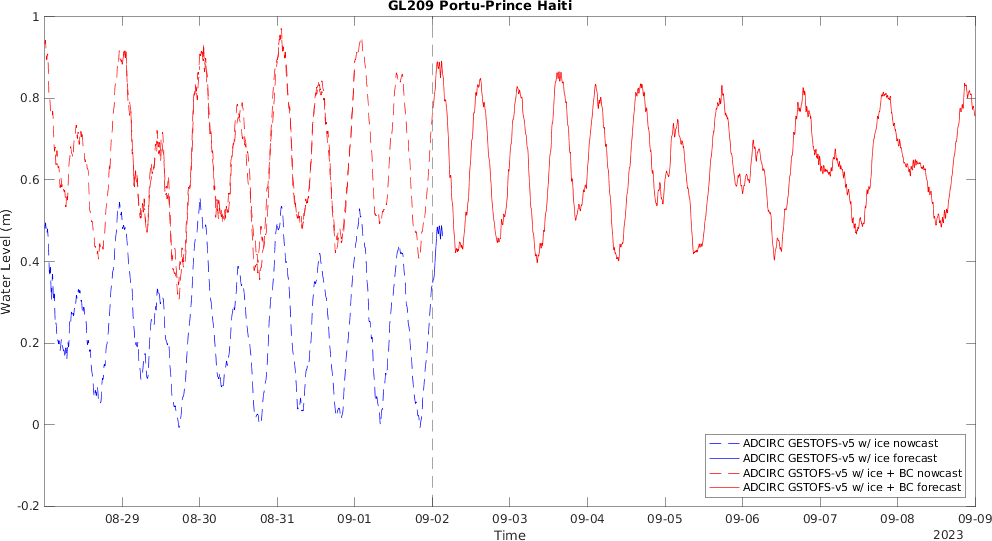 GL209 Portu-Prince Haiti
Water Level (m)
1
0.8
0.6
0.4
0.2
0
-0.2
08-29 08-30 08-31 09-01 09-02 09-03 09-04 09-05 09-06 09-07 09-08 09-09
Time
2023
ADCIRC GESTOFS-v5 w/ ice nowcast
ADCIRC GESTOFS-v5 w/ ice forecast
ADCIRC GSTOFS-v5 w/ ice + BC nowcast
ADCIRC GSTOFS-v5 w/ ice + BC forecast